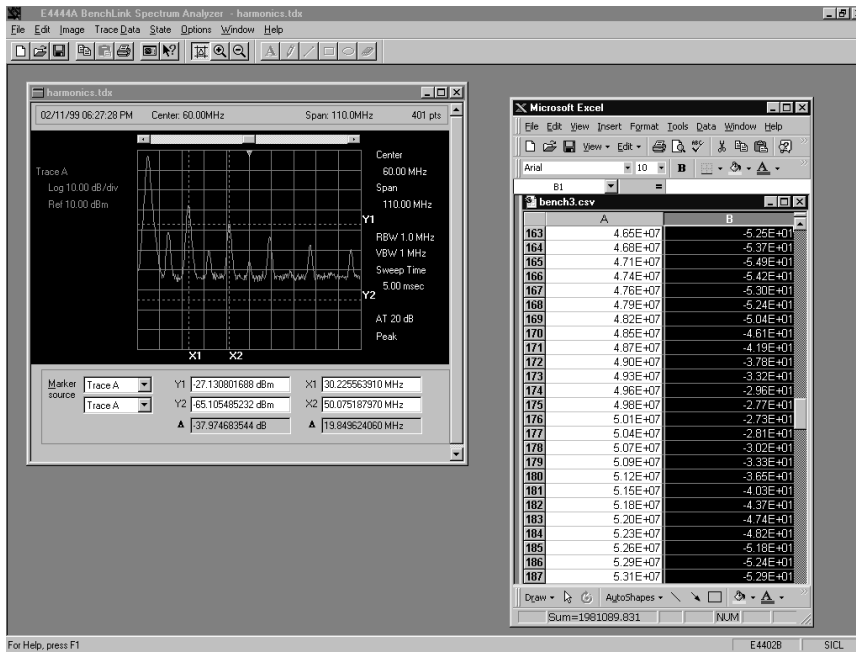 E4444A BenchLink Spectrum Analyzer - harmonics.tdx
File Edit Image Trace Data State Options Window Help
harmonics.tdx
02/11/99 06:27:28 PM Center: 60.00MHz Span: 110.0MHz 401 pts
Trace A
Log 10.00 dB/div
Ref 10.00 dBm
Center
60.00 MHz
Span
110.00 MHz
Y1
RBW 1.0 MHz
VBW 1 MHz
Sweep Time
5.00 msec
Y2
AT 20 dB
Peak
X1 X2
Marker source Trace A Y1 -27.130801688 dBm X1 30.225563910 MHz
Trace A Y2 -65.105485232 dBm X2 50.075187970 MHz
Δ -37.974683544 dB Δ 19.849624060 MHz
Microsoft Excel
File Edit View Insert Format Tools Data Window Help
View Edit
Arial 10 B A
B1 =
bench3.csv
A B
163 4.65E+07 -5.25E+01
164 4.68E+07 -5.37E+01
165 4.71E+07 -5.49E+01
166 4.74E+07 -5.42E+01
167 4.76E+07 -5.30E+01
168 4.79E+07 -5.24E+01
169 4.82E+07 -5.04E+01
170 4.85E+07 -4.61E+01
171 4.87E+07 -4.19E+01
172 4.90E+07 -3.78E+01
173 4.93E+07 -3.32E+01
174 4.96E+07 -2.96E+01
175 4.98E+07 -2.77E+01
176 5.01E+07 -2.73E+01
177 5.04E+07 -2.81E+01
178 5.07E+07 -3.02E+01
179 5.09E+07 -3.33E+01
180 5.12E+07 -3.65E+01
181 5.15E+07 -4.03E+01
182 5.18E+07 -4.37E+01
183 5.20E+07 -4.74E+01
184 5.23E+07 -4.82E+01
185 5.26E+07 -5.18E+01
186 5.29E+07 -5.24E+01
187 5.31E+07 -5.29E+01
Draw AutoShapes A
Sum=1981089.831 NUM
For Help, press F1 E4402B SICL